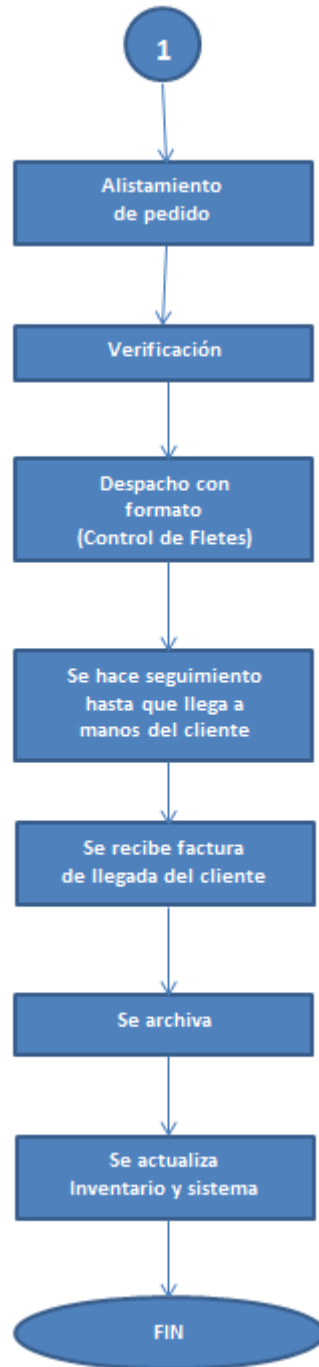 1
Alistamiento
de pedido
Verificación
Despacho con
formato
(Control de Fletes)
Se hace seguimiento
hasta que llega a
manos del cliente
Se recibe factura
de llegada del cliente
Se archiva
Se actualiza
Inventario y sistema
FIN